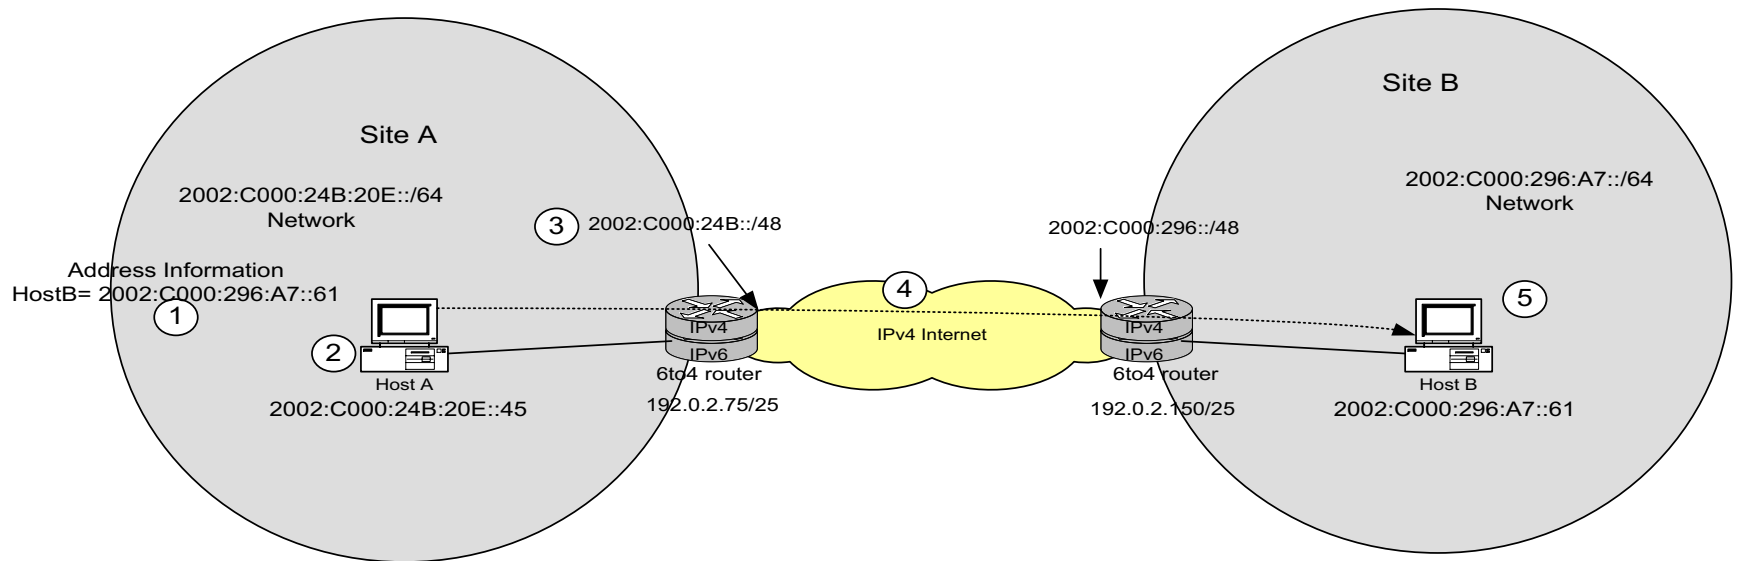 Site A
Site B
2002:C000:24B:20E::/64
Network
2002:C000:296:A7::/64
Network
3
2002:C000:24B::/48
2002:C000:296::/48
Address Information
HostB= 2002:C000:296:A7::61
1
2
Host A
2002:C000:24B:20E::45
IPv4
IPv6
6to4 router
192.0.2.75/25
4
IPv4 Internet
IPv4
IPv6
6to4 router
192.0.2.150/25
5
Host B
2002:C000:296:A7::61